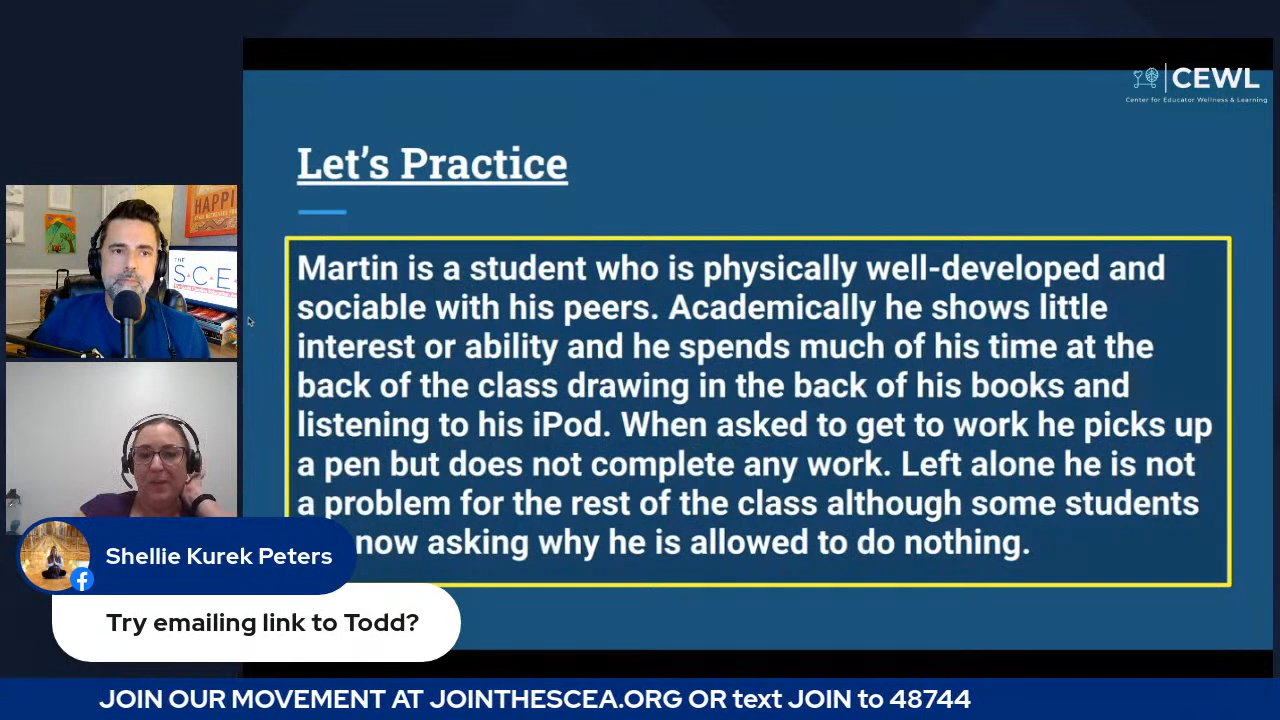 CEWL
Center for Educator Wellness & Learning
Let's Practice
HAPPI
THE
S C E
Martin is a student who is physically well-developed and
sociable with his peers. Academically he shows little
interest or ability and he spends much of his time at the
back of the class drawing in the back of his books and
listening to his iPod. When asked to get to work he picks up
a pen but does not complete any work. Left alone he is not
a problem for the rest of the class although some students
now asking why he is allowed to do nothing.
Shellie Kurek Peters
Try emailing link to Todd?
JOIN OUR MOVEMENT AT JOINTHESCEA.ORG OR text JOIN to 48744